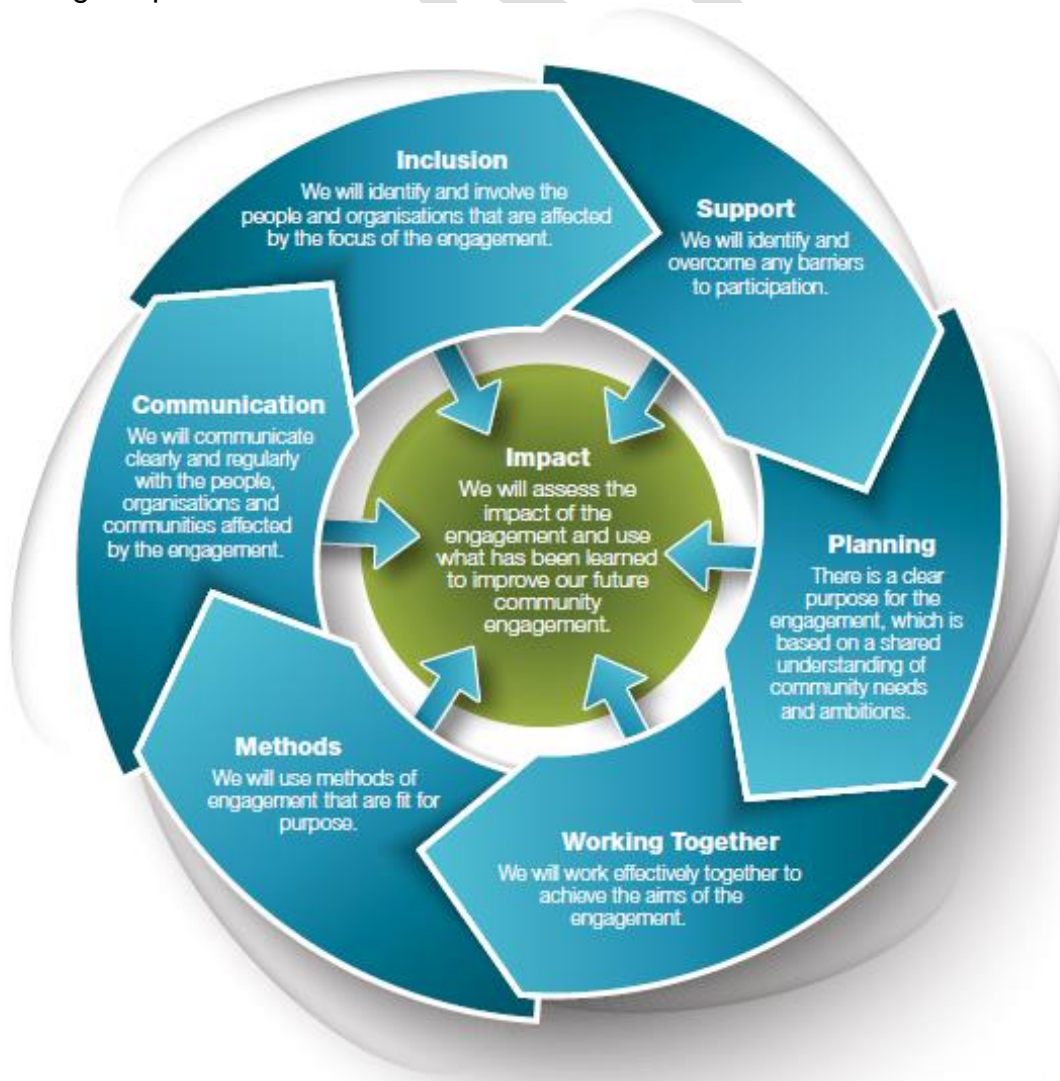 Inclusion
We will identify and involve the
people and organisations that are affected
by the focus of the engagement.
Support
We will identify and
overcome any barriers
to participation.
Planning
There is a clear
purpose for the
engagement, which is
based on a shared
understanding of
community needs
and ambitions.
Working Together
We will work effectively together to
achieve the aims of the
engagement.
Methods
We will use methods of
engagement that are fit for
purpose.
Communication
We will communicate
clearly and regularly
with the people,
organisations and
communities affected
by the engagement.
Impact
We will assess the
impact of the
engagement and use
what has been learned
to improve our future
community
engagement.